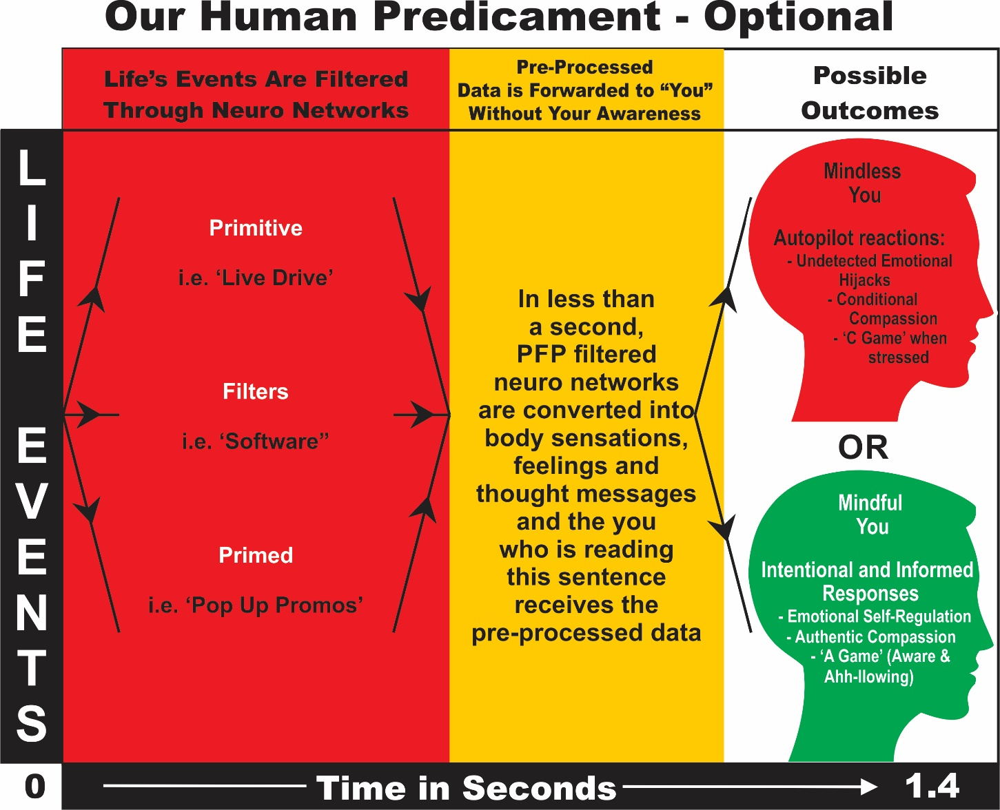 Our Human Predicament - Optional
Life’s Events Are Filtered
Through Neuro Networks
Pre-Processed
Data is Forwarded to “You”
Without Your Awareness
Possible
Outcomes
LIFE EVENTS
Primitive
i.e. ‘Live Drive’
Filters
i.e. ‘Software”
Primed
i.e. ‘Pop Up Promos’
In less than
a second,
PFP filtered
neuro networks
are converted into
body sensations,
feelings and
thought messages
and the you
who is reading
this sentence
receives the
pre-processed data
Mindless
You
Autopilot reactions:
- Undetected Emotional
Hijacks
- Conditional
Compassion
- ‘C Game’ when
stressed
OR
Mindful
You
Intentional and Informed
Responses
- Emotional Self-Regulation
- Authentic Compassion
- ‘A Game’ (Aware &
Ahh-llowing)
0
Time in Seconds
1.4